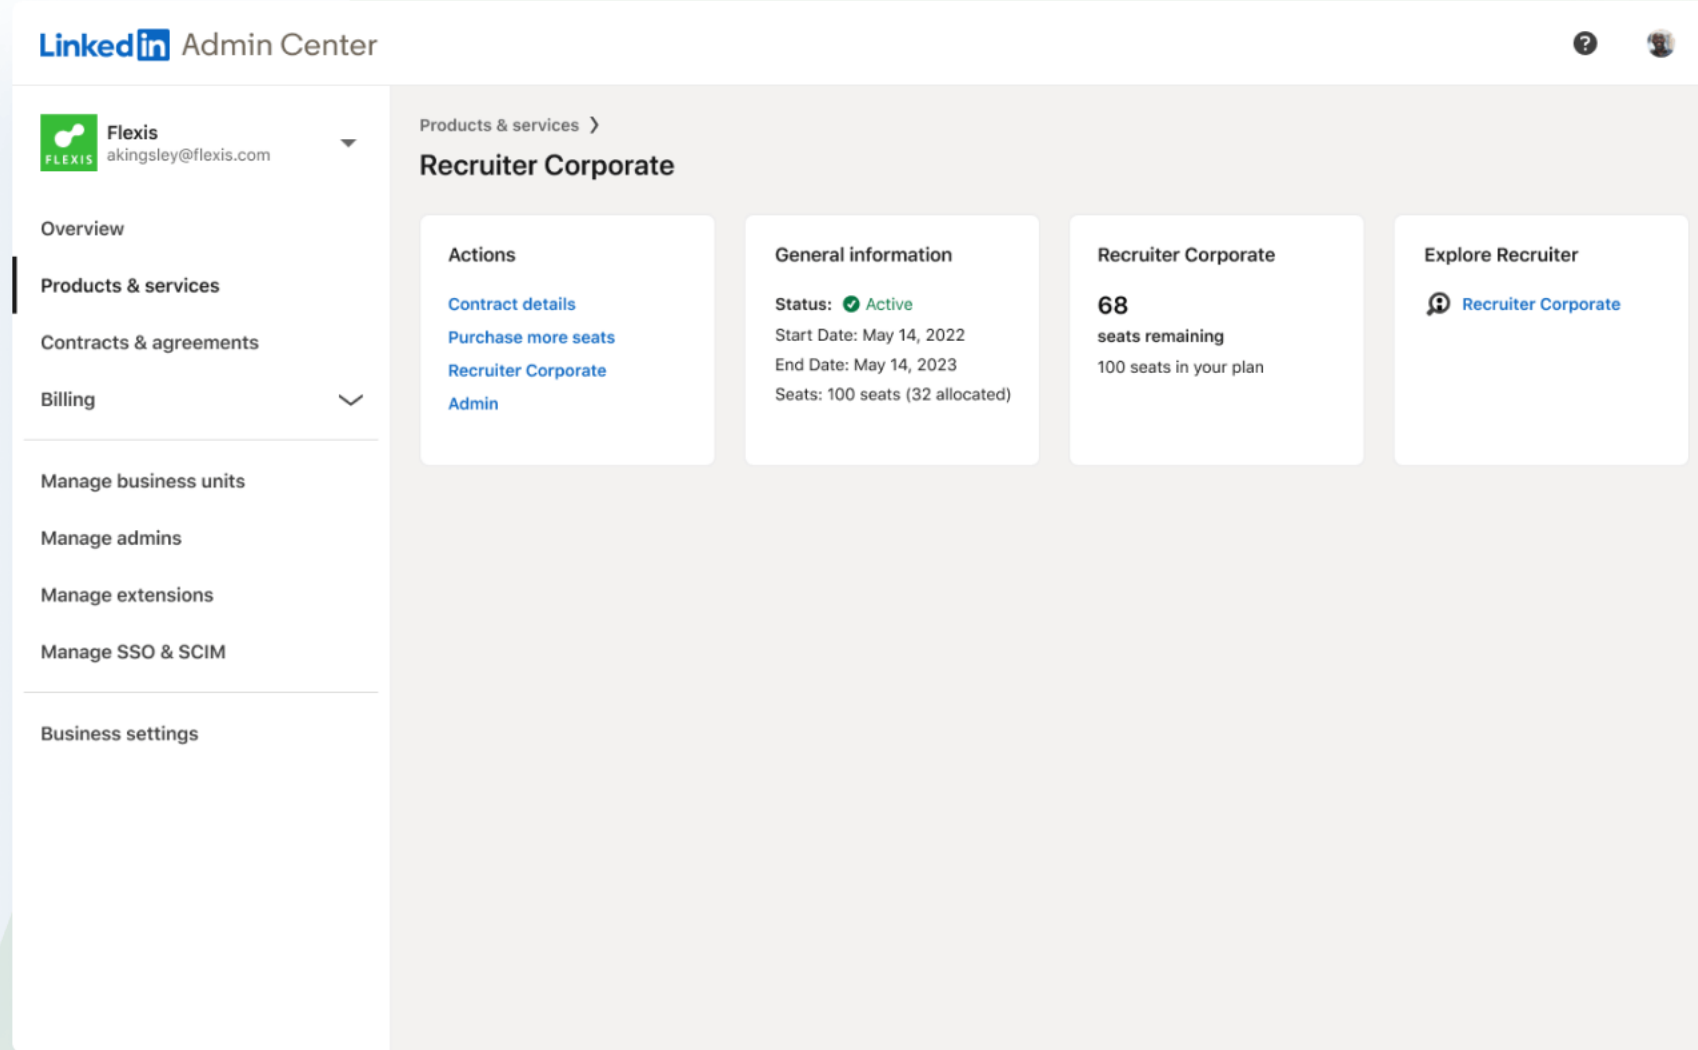 LinkedIn Admin Center
FLEXIS
Flexis
akingsley@flexis.com
Overview
Products & services
Contracts & agreements
Billing
Manage business units
Manage admins
Manage extensions
Manage SSO & SCIM
Business settings
Products & services
Recruiter Corporate
Actions
Contract details
Purchase more seats
Recruiter Corporate
Admin
General information
Status: Active
Start Date: May 14, 2022
End Date: May 14, 2023
Seats: 100 seats (32 allocated)
Recruiter Corporate
68
seats remaining
100 seats in your plan
Explore Recruiter
Recruiter Corporate